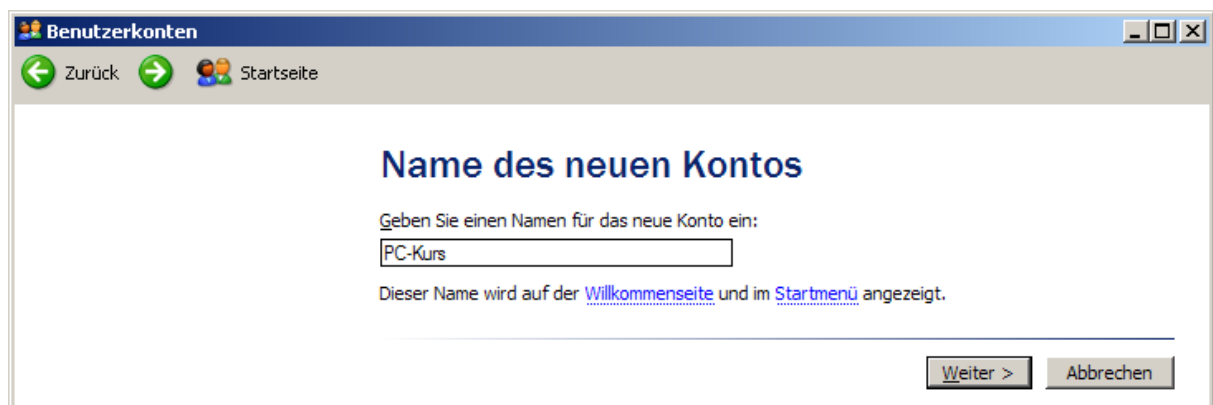 Benutzerkonten
Zurück Startseite
Name des neuen Kontos
Geben Sie einen Namen für das neue Konto ein:
PC-Kurs
Dieser Name wird auf der Willkommenseite und im Startmenü angezeigt.
Weiter > Abbrechen